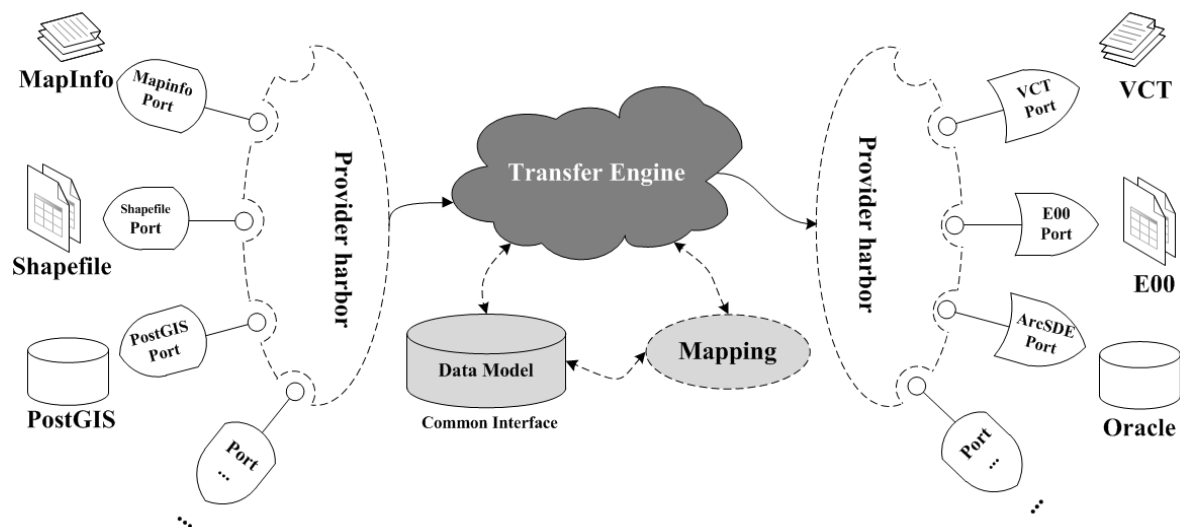 MapInfo
Mapinfo
Port
Shapefile
Shapefile
Port
PostGIS
PostGIS
Port
Port
...
...
Provider harbor
Transfer Engine
Data Model
Common Interface
Mapping
Provider harbor
VCT
Port
VCT
E00
Port
E00
ArcSDE
Port
Oracle
Port
...
...